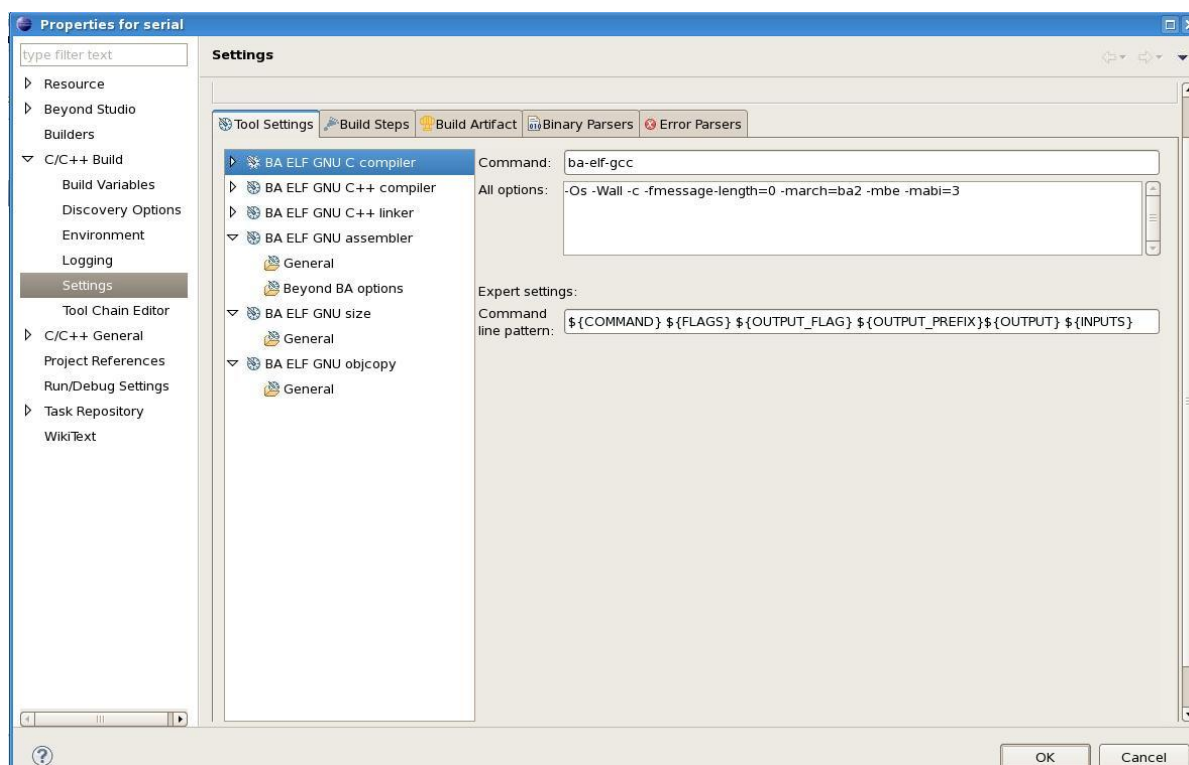 Properties for serial
type filter text
Resource
Beyond Studio
Builders
C/C++ Build
Build Variables
Discovery Options
Environment
Logging
Settings
Tool Chain Editor
C/C++ General
Project References
Run/Debug Settings
Task Repository
WikiText
Settings
Tool Settings
Build Steps
Build Artifact
Binary Parsers
Error Parsers
BA ELF GNU C compiler
BA ELF GNU C++ compiler
BA ELF GNU C++ linker
BA ELF GNU assembler
General
Beyond BA options
BA ELF GNU size
General
BA ELF GNU objcopy
General
Command: ba-elf-gcc
All options: -Os -Wall -c -fmessage-length=0 -march=ba2 -mbe -mabi=3
Expert settings:
Command
line pattern: ${COMMAND} ${FLAGS} ${OUTPUT_FLAG} ${OUTPUT_PREFIX}${OUTPUT} ${INPUTS}
OK
Cancel